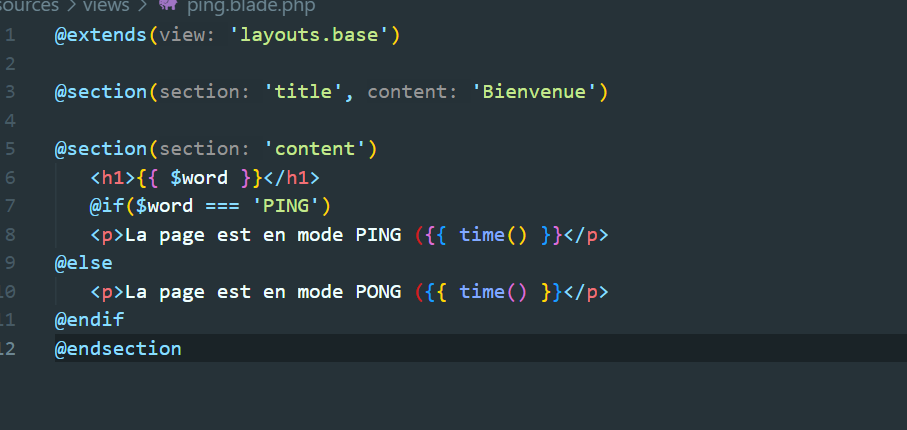 sources > views > ping.blade.php
1 @extends(view: 'layouts.base')
2
3 @section(section: 'title', content: 'Bienvenue')
4
5 @section(section: 'content')
6 <h1>{{ $word }}</h1>
7 @if($word === 'PING')
8 <p>La page est en mode PING ({{ time() }}</p>
9 @else
10 <p>La page est en mode PONG ({{ time() }}</p>
11 @endif
12 @endsection